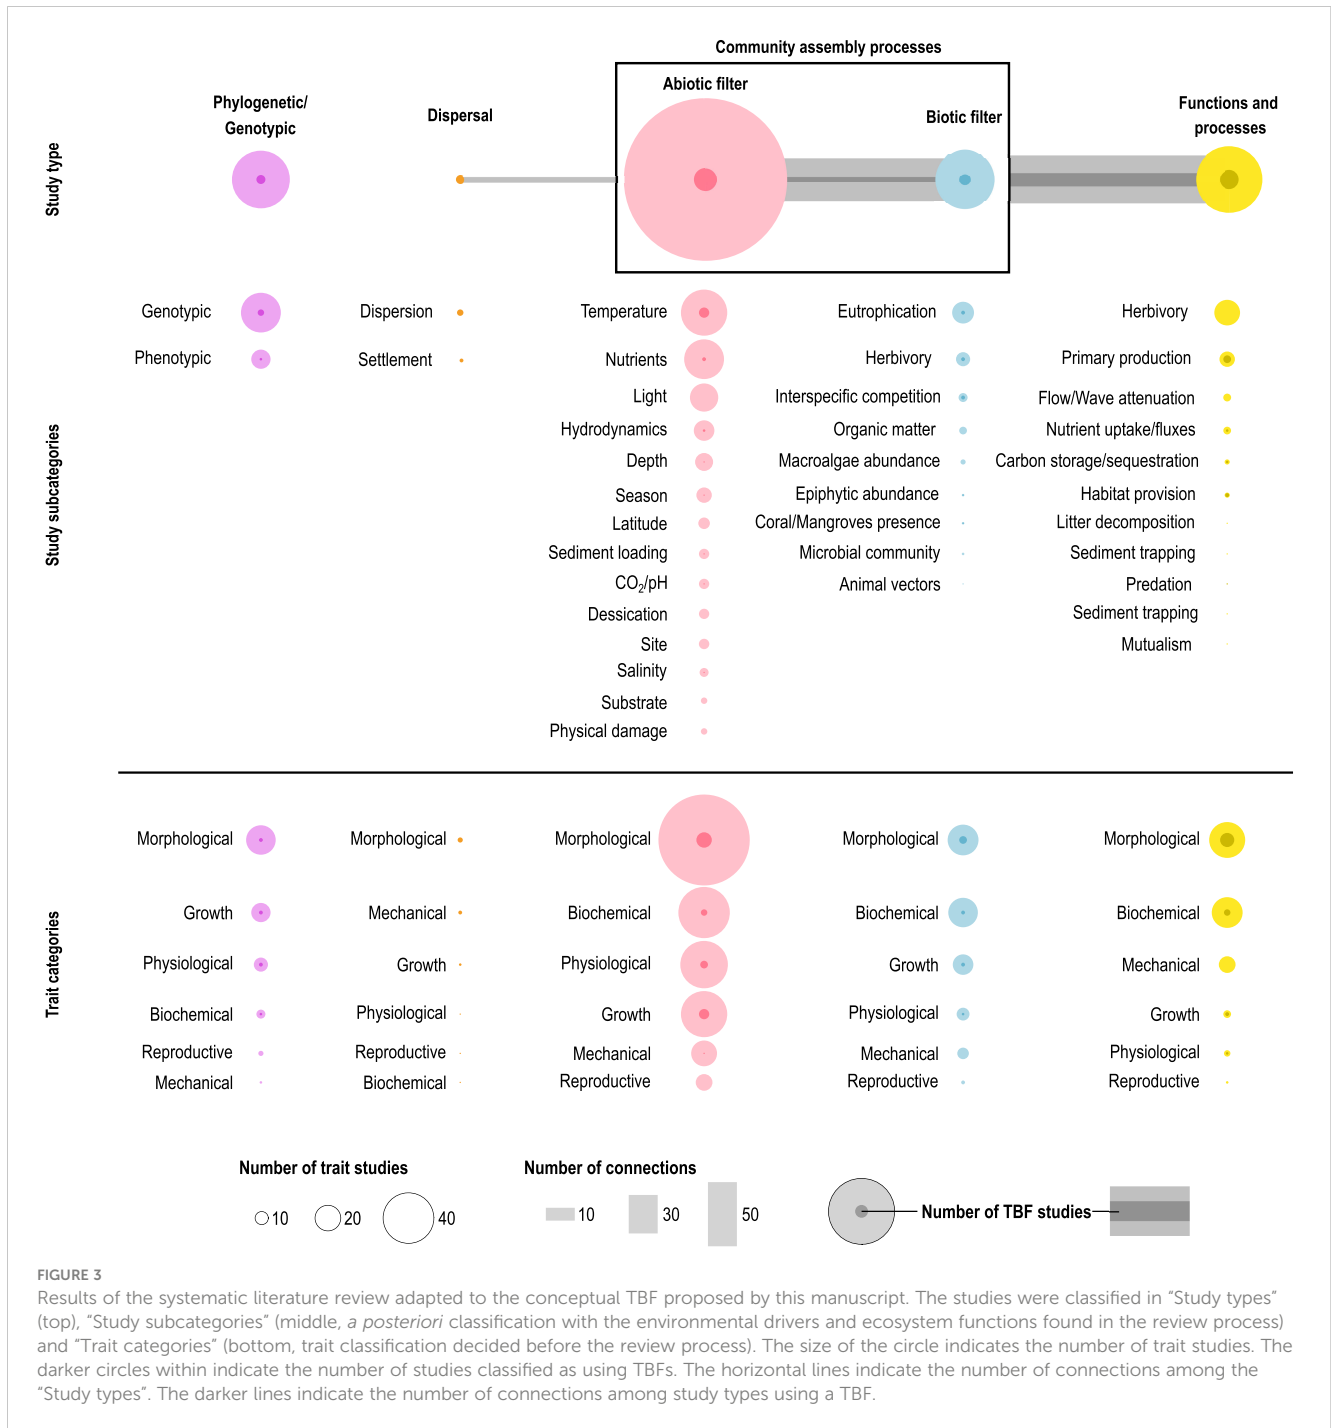 Community assembly processes
Abiotic filter
Phylogenetic/
Genotypic
Dispersal
Biotic filter
Functions and
processes
Study type
Study subcategories
Genotypic
Phenotypic
Dispersion
Settlement
Temperature
Nutrients
Light
Hydrodynamics
Depth
Season
Latitude
Sediment loading
CO2/pH
Dessication
Site
Salinity
Substrate
Physical damage
Eutrophication
Herbivory
Interspecific competition
Organic matter
Macroalgae abundance
Epiphytic abundance
Coral/Mangroves presence
Microbial community
Animal vectors
Herbivory
Primary production
Flow/Wave attenuation
Nutrient uptake/fluxes
Carbon storage/sequestration
Habitat provision
Litter decomposition
Sediment trapping
Predation
Sediment trapping
Mutualism
Trait categories
Morphological
Growth
Physiological
Biochemical
Reproductive
Mechanical
Morphological
Mechanical
Growth
Physiological
Reproductive
Biochemical
Morphological
Biochemical
Physiological
Growth
Mechanical
Reproductive
Morphological
Biochemical
Growth
Physiological
Mechanical
Reproductive
Morphological
Biochemical
Mechanical
Growth
Physiological
Reproductive
Number of trait studies
10
20
40
Number of connections
10
30
50
Number of TBF studies
FIGURE 3
Results of the systematic literature review adapted to the conceptual TBF proposed by this manuscript. The studies were classified in “Study types”
(top), “Study subcategories” (middle, a posteriori classification with the environmental drivers and ecosystem functions found in the review process)
and “Trait categories” (bottom, trait classification decided before the review process). The size of the circle indicates the number of trait studies. The
darker circles within indicate the number of studies classified as using TBFs. The horizontal lines indicate the number of connections among the
“Study types”. The darker lines indicate the number of connections among study types using a TBF.